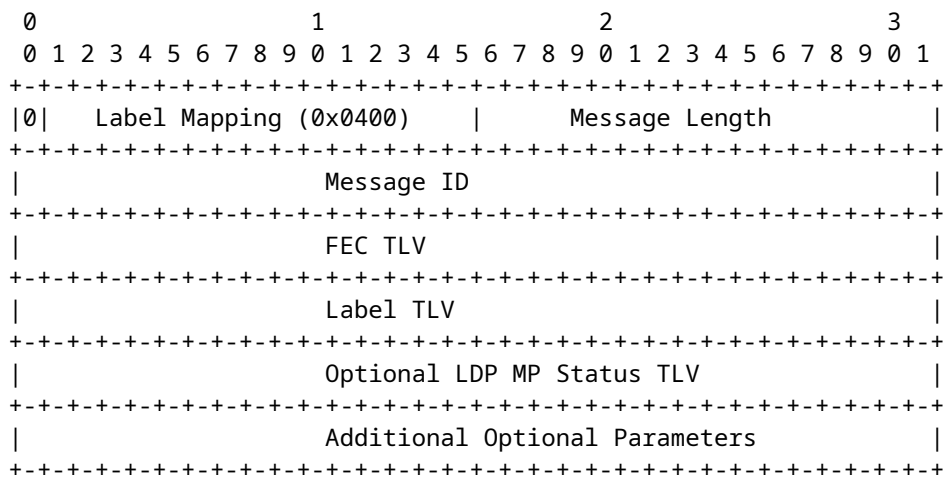 0                   1                   2                   3
 0 1 2 3 4 5 6 7 8 9 0 1 2 3 4 5 6 7 8 9 0 1 2 3 4 5 6 7 8 9 0 1
+-+-+-+-+-+-+-+-+-+-+-+-+-+-+-+-+-+-+-+-+-+-+-+-+-+-+-+-+-+-+-+-+
|0|   Label Mapping (0x0400)    |      Message Length           |
+-+-+-+-+-+-+-+-+-+-+-+-+-+-+-+-+-+-+-+-+-+-+-+-+-+-+-+-+-+-+-+-+
|                    Message ID                                 |
+-+-+-+-+-+-+-+-+-+-+-+-+-+-+-+-+-+-+-+-+-+-+-+-+-+-+-+-+-+-+-+-+
|                    FEC TLV                                    |
+-+-+-+-+-+-+-+-+-+-+-+-+-+-+-+-+-+-+-+-+-+-+-+-+-+-+-+-+-+-+-+-+
|                    Label TLV                                  |
+-+-+-+-+-+-+-+-+-+-+-+-+-+-+-+-+-+-+-+-+-+-+-+-+-+-+-+-+-+-+-+-+
|                    Optional LDP MP Status TLV                 |
+-+-+-+-+-+-+-+-+-+-+-+-+-+-+-+-+-+-+-+-+-+-+-+-+-+-+-+-+-+-+-+-+
|                    Additional Optional Parameters             |
+-+-+-+-+-+-+-+-+-+-+-+-+-+-+-+-+-+-+-+-+-+-+-+-+-+-+-+-+-+-+-+-+